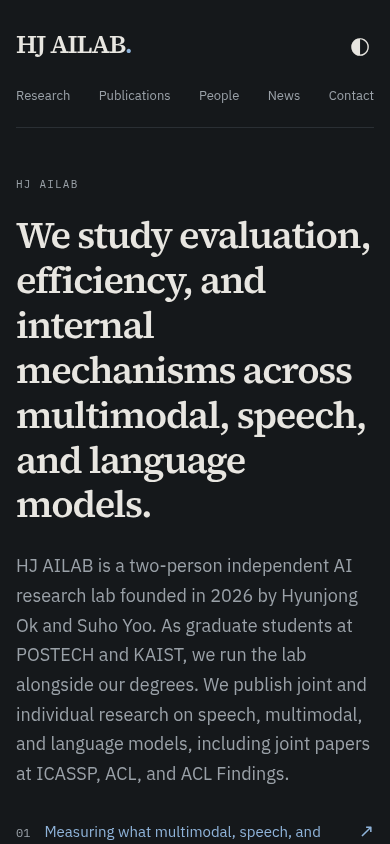 HJ AILAB.
Research Publications People News Contact
HJ AILAB
We study evaluation,
efficiency, and
internal
mechanisms across
multimodal, speech,
and language
models.
HJ AILAB is a two-person independent AI
research lab founded in 2026 by Hyunjong
Ok and Suho Yoo. As graduate students at
POSTECH and KAIST, we run the lab
alongside our degrees. We publish joint and
individual research on speech, multimodal,
and language models, including joint papers
at ICASSP, ACL, and ACL Findings.
01 Measuring what multimodal, speech, and ↗